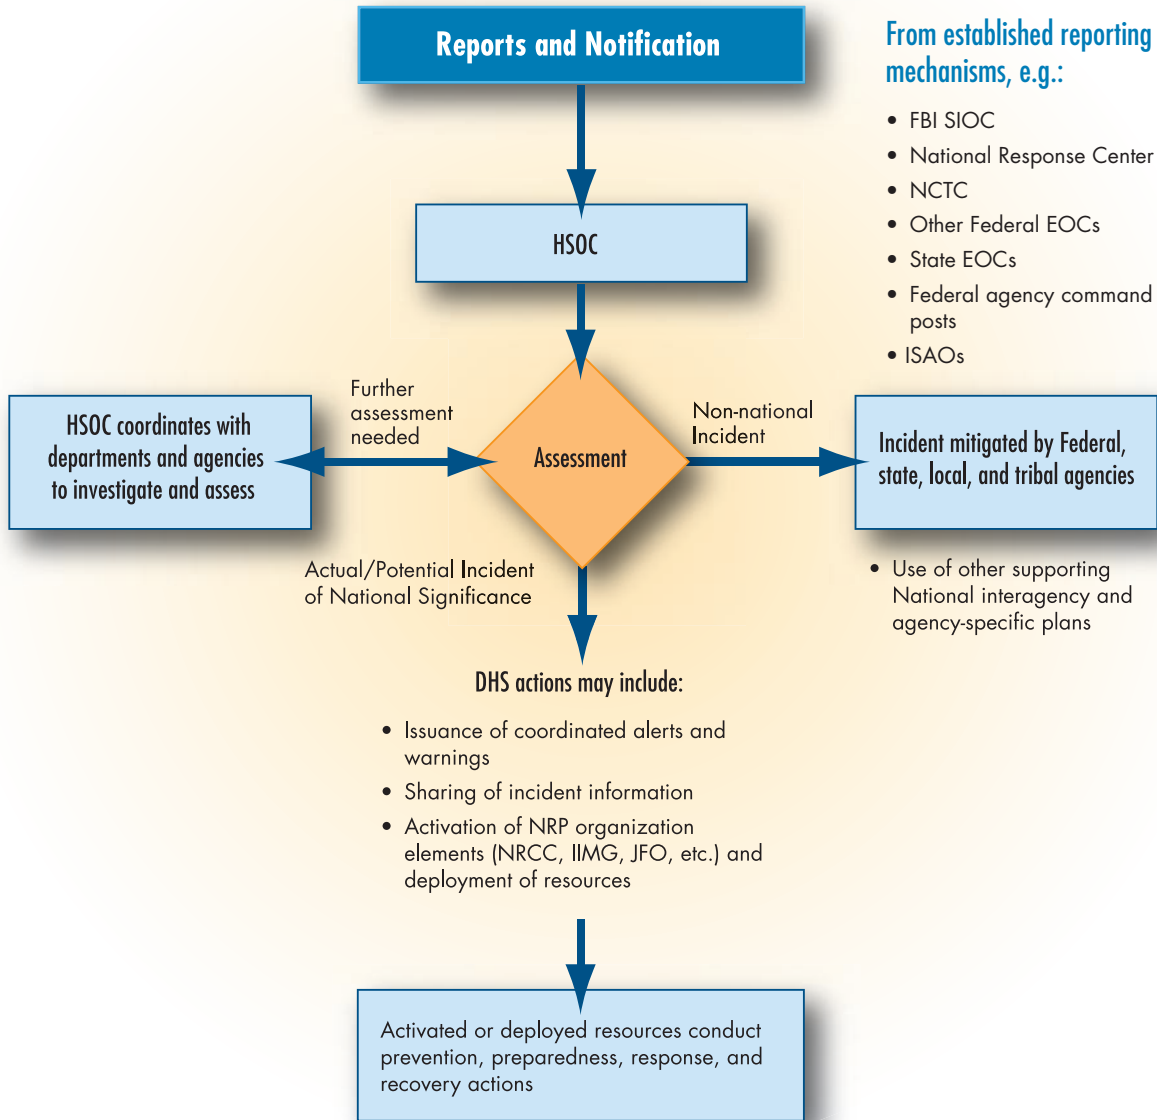 Reports and Notification
From established reporting
mechanisms, e.g.:
• FBI SIOC
• National Response Center
• NCTC
• Other Federal EOCs
• State EOCs
• Federal agency command
posts
• ISAOs
HSOC
Further
assessment
needed
Non-national
Incident
HSOC coordinates with
departments and agencies
to investigate and assess
Assessment
Incident mitigated by Federal,
state, local, and tribal agencies
Actual/Potential Incident
of National Significance
• Use of other supporting
National interagency and
agency-specific plans
DHS actions may include:
• Issuance of coordinated alerts and
warnings
• Sharing of incident information
• Activation of NRP organization
elements (NRCC, IIMG, JFO, etc.) and
deployment of resources
Activated or deployed resources conduct
prevention, preparedness, response, and
recovery actions